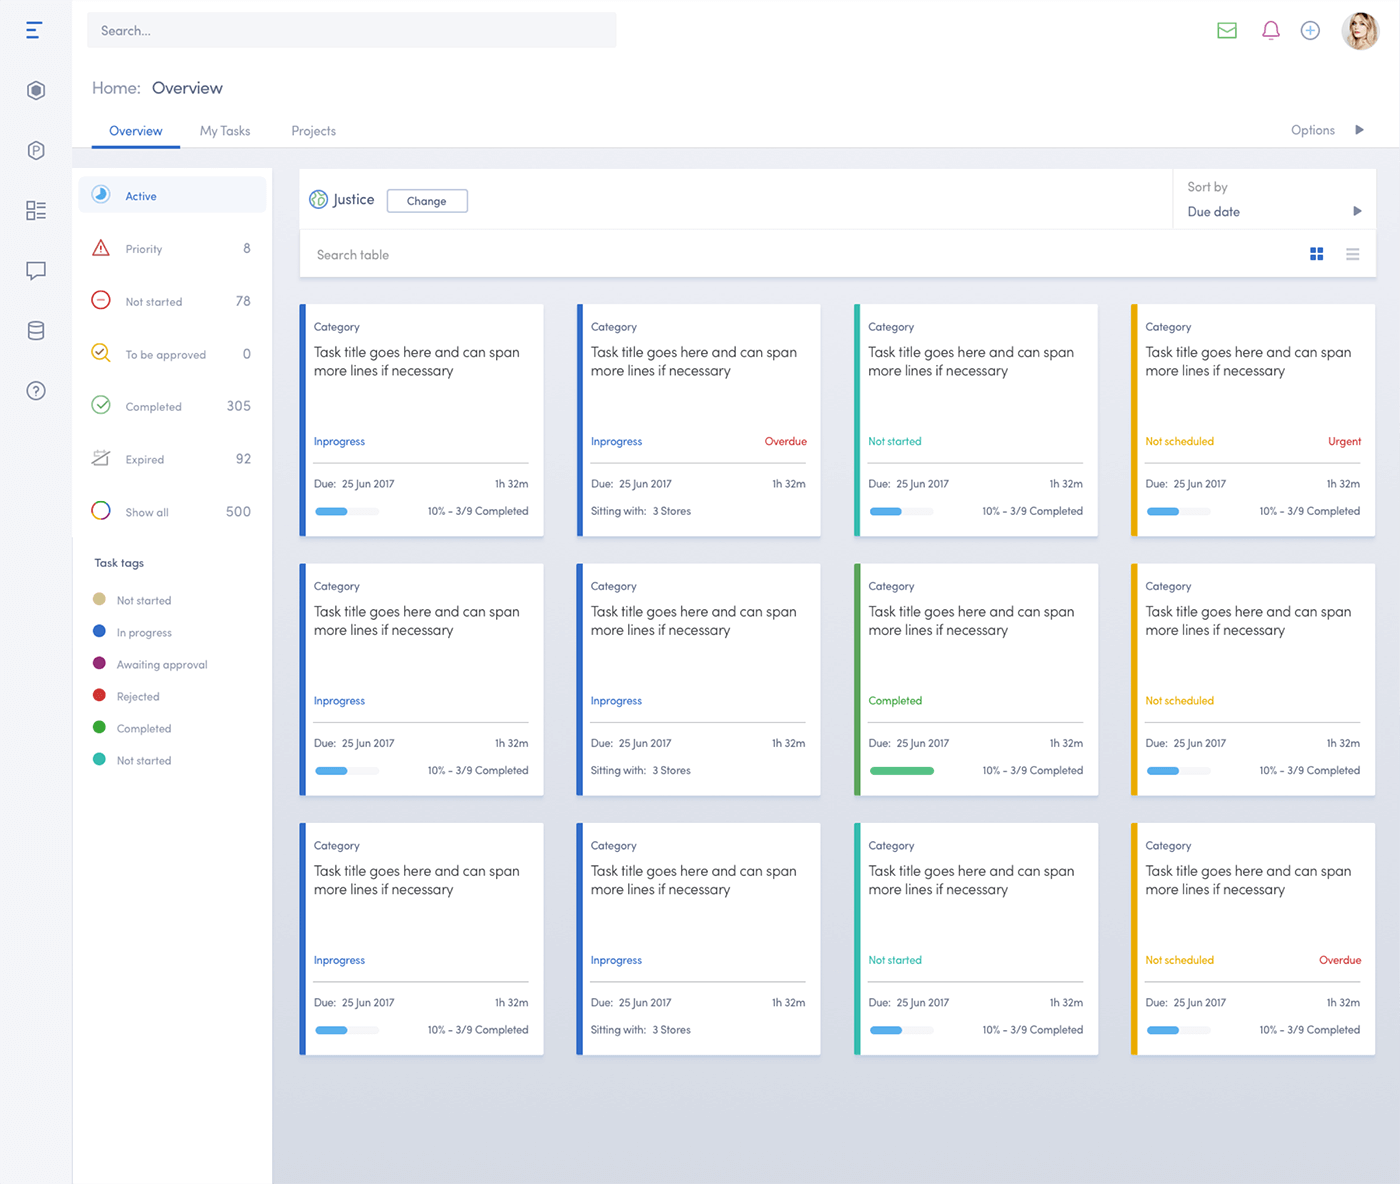 Search...
Home: Overview
Overview
My Tasks
Projects
Options
Active
Priority 8
Not started 78
To be approved 0
Completed 305
Expired 92
Show all 500
Task tags
Not started
In progress
Awaiting approval
Rejected
Completed
Not started
Justice
Change
Sort by
Due date
Search table
Category
Task title goes here and can span
more lines if necessary
Inprogress
Due: 25 Jun 2017 1h 32m
10% - 3/9 Completed
Category
Task title goes here and can span
more lines if necessary
Inprogress Overdue
Due: 25 Jun 2017 1h 32m
Sitting with: 3 Stores
Category
Task title goes here and can span
more lines if necessary
Not started
Due: 25 Jun 2017 1h 32m
10% - 3/9 Completed
Category
Task title goes here and can span
more lines if necessary
Not scheduled Urgent
Due: 25 Jun 2017 1h 32m
10% - 3/9 Completed
Category
Task title goes here and can span
more lines if necessary
Inprogress
Due: 25 Jun 2017 1h 32m
10% - 3/9 Completed
Category
Task title goes here and can span
more lines if necessary
Inprogress
Due: 25 Jun 2017 1h 32m
Sitting with: 3 Stores
Category
Task title goes here and can span
more lines if necessary
Completed
Due: 25 Jun 2017 1h 32m
10% - 3/9 Completed
Category
Task title goes here and can span
more lines if necessary
Not scheduled
Due: 25 Jun 2017 1h 32m
10% - 3/9 Completed
Category
Task title goes here and can span
more lines if necessary
Inprogress
Due: 25 Jun 2017 1h 32m
10% - 3/9 Completed
Category
Task title goes here and can span
more lines if necessary
Inprogress
Due: 25 Jun 2017 1h 32m
Sitting with: 3 Stores
Category
Task title goes here and can span
more lines if necessary
Not started
Due: 25 Jun 2017 1h 32m
10% - 3/9 Completed
Category
Task title goes here and can span
more lines if necessary
Not scheduled Overdue
Due: 25 Jun 2017 1h 32m
10% - 3/9 Completed